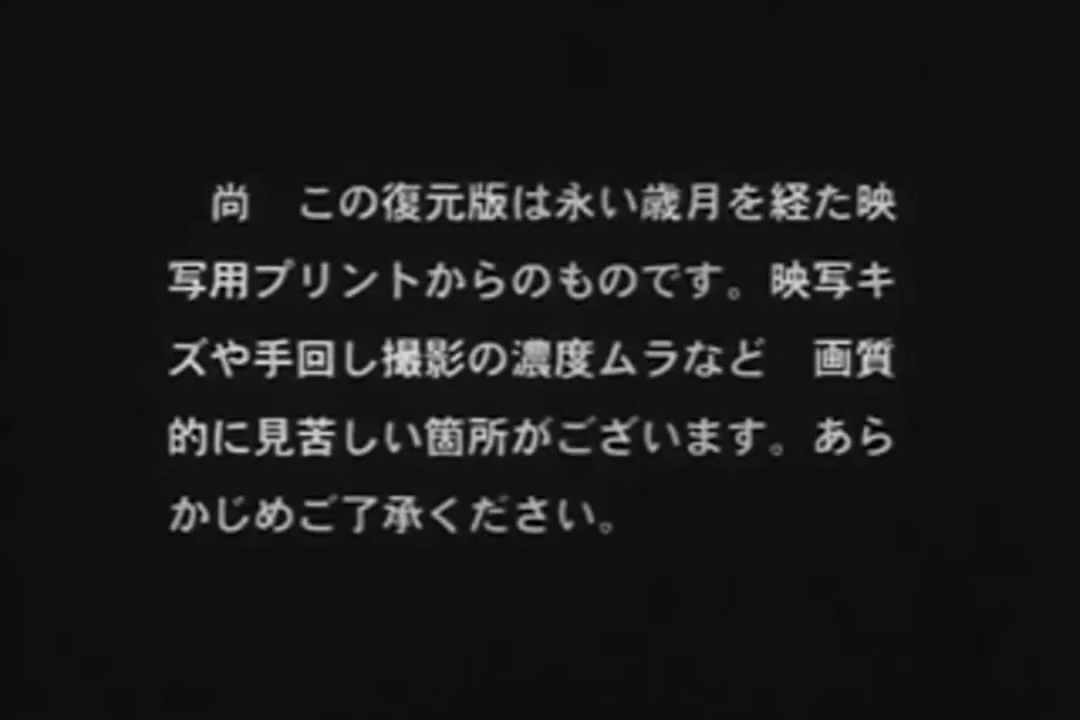 尚　この復元版は永い歳月を経た映
写用プリントからのものです。映写キ
ズや手回し撮影の濃度ムラなど　画質
的に見苦しい箇所がございます。あら
かじめご了承ください。